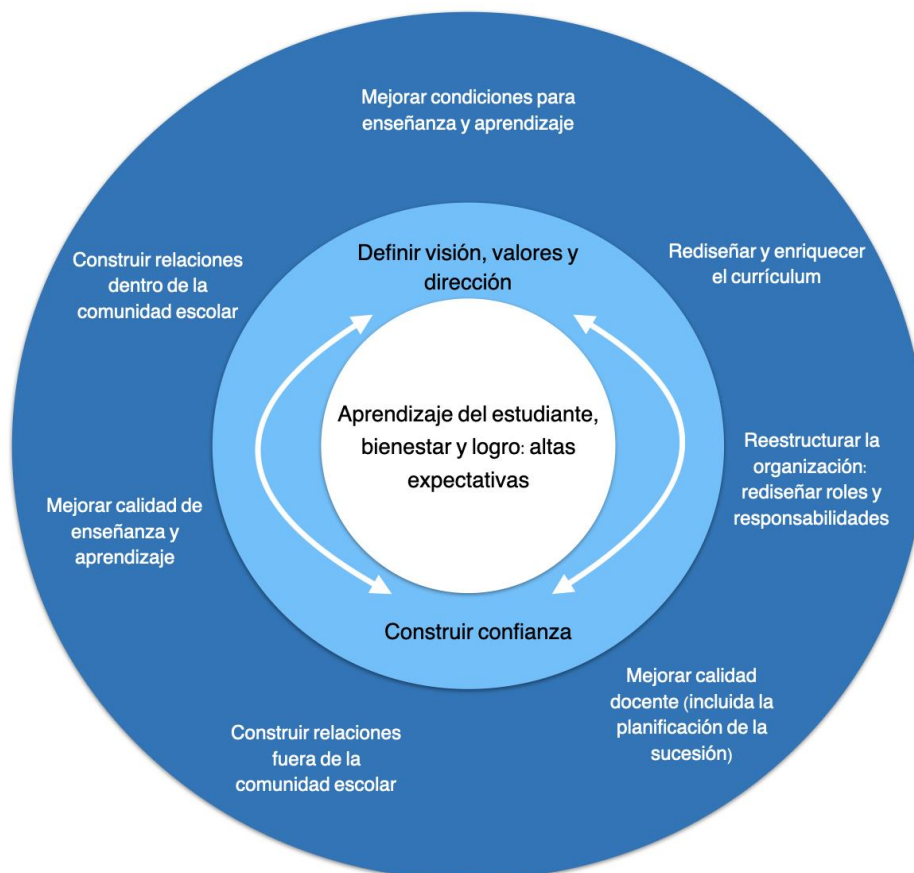 Mejorar condiciones para
enseñanza y aprendizaje
Construir relaciones
dentro de la
comunidad escolar
Definir visión, valores y
dirección
Rediseñar y enriquecer
el currículum
Aprendizaje del estudiante,
bienestar y logro: altas
expectativas
Reestructurar la
organización:
rediseñar roles y
responsabilidades
Mejorar calidad de
enseñanza y
aprendizaje
Construir confianza
Mejorar calidad
docente (incluida la
planificación de la
sucesión)
Construir relaciones
fuera de la
comunidad escolar